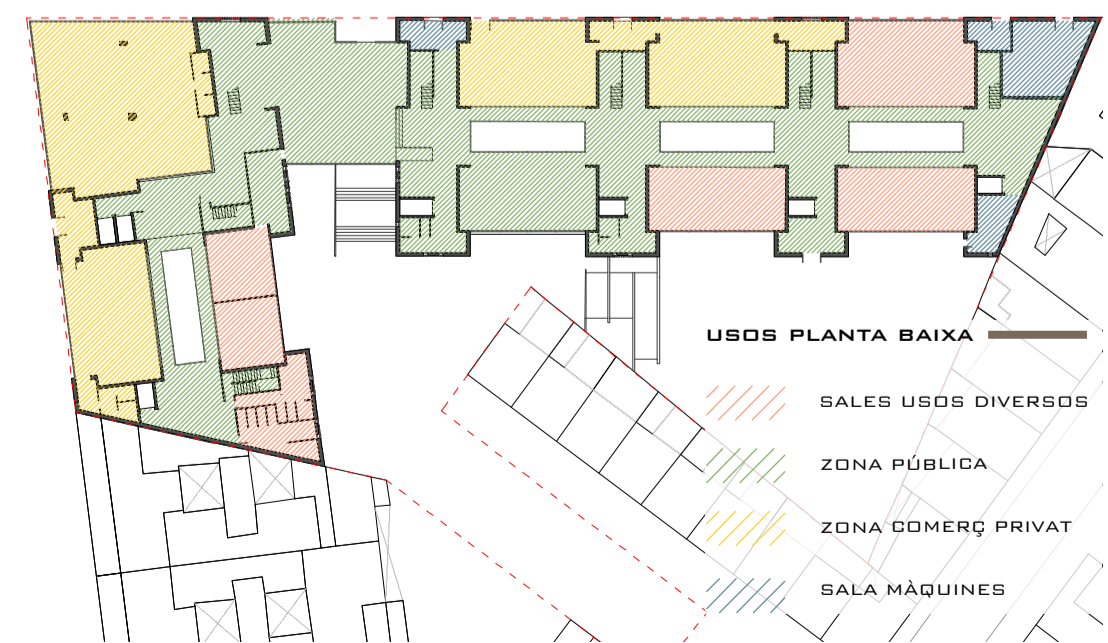 USOS PLANTA BAIXA
SALES USOS DIVERSOS
ZONA PÚBLICA
ZONA COMERÇ PRIVAT
SALA MÀQUINES